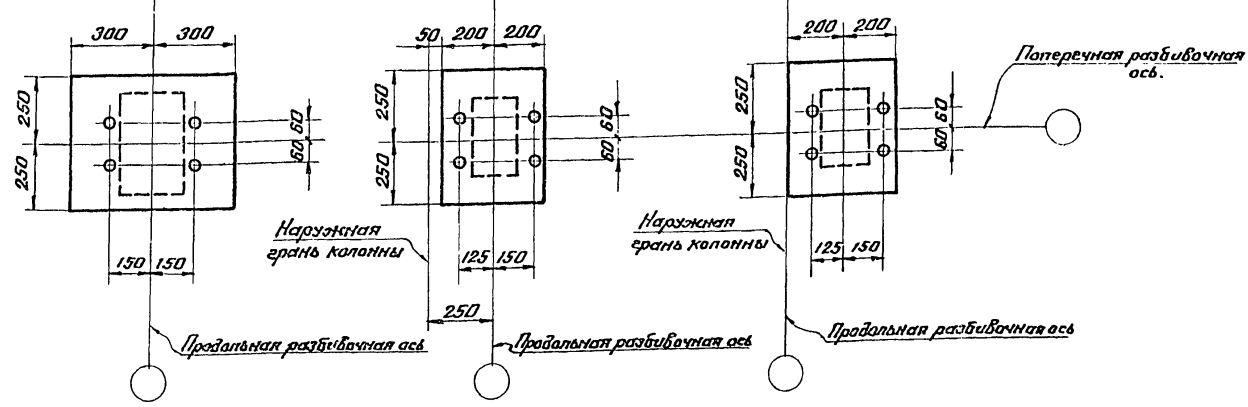 300 300
50 200 200
200 200
Поперечная разбивочная
ось.
250
250
60
60
250
250
60
60
250
250
60
60
Наружная
грань колонны
Наружная
грань колонны
150 150
125 150
125 150
250
Продольная разбивочная ось
Продольная разбивочная ось
Продольная разбивочная ось